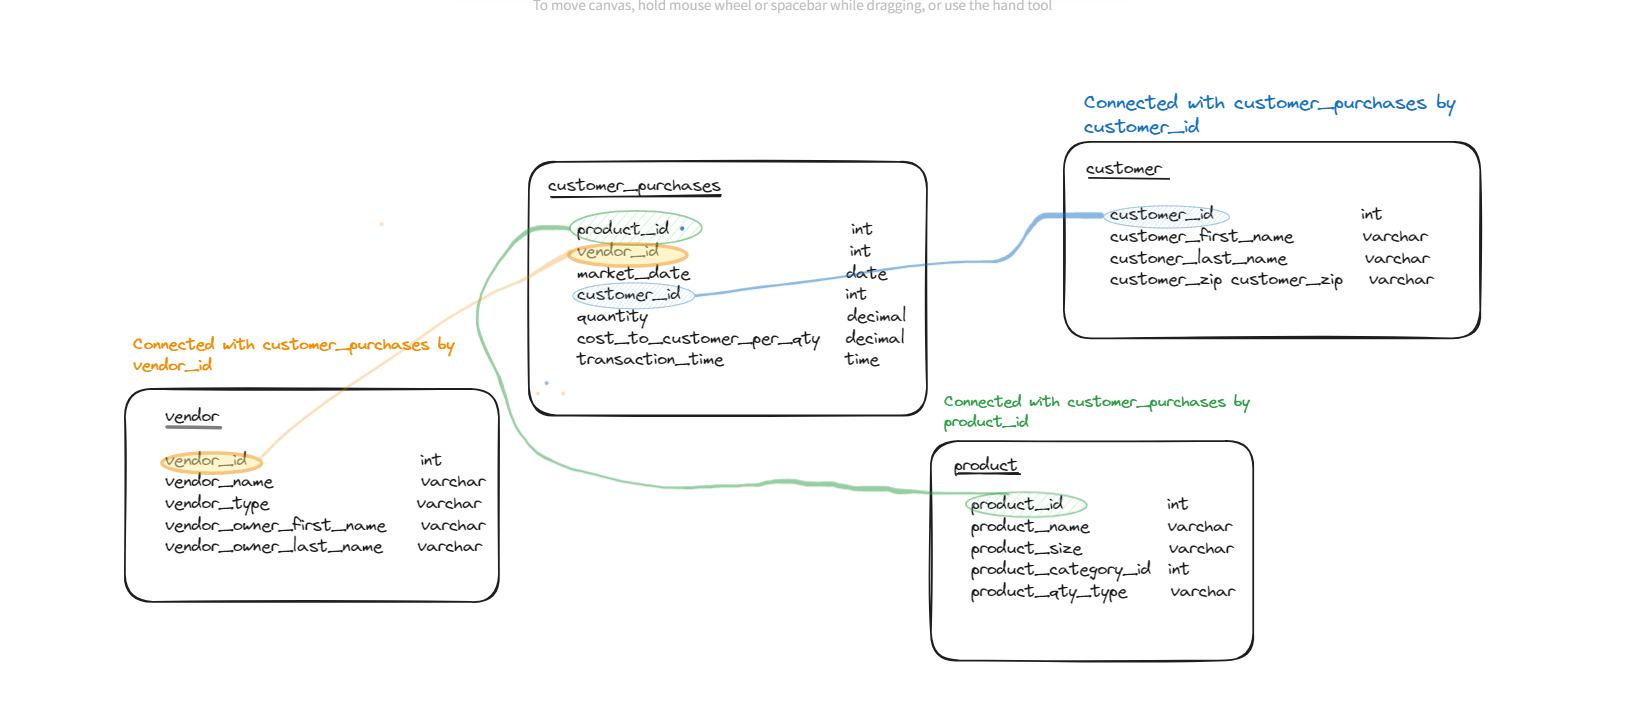 To move canvas, hold mouse wheel or spacebar while dragging, or use the hand tool
Connected with customer_purchases by
customer_id
customer
customer_id int
customer_first_name varchar
custoner_last_name varchar
customer_zip customer_zip varchar
customer_purchases
product_id int
vendor_id int
market_date date
customer_id int
quantity decimal
cost_to_customer_per_qty decimal
transaction_time time
Connected with customer_purchases by
vendor_id
vendor
vendor_id int
vendor_name varchar
vendor_type varchar
vendor_owner_first_name varchar
vendor_owner_last_name varchar
Connected with customer_purchases by
product_id
product
product_id int
product_name varchar
product_size varchar
product_category_id int
product_qty_type varchar